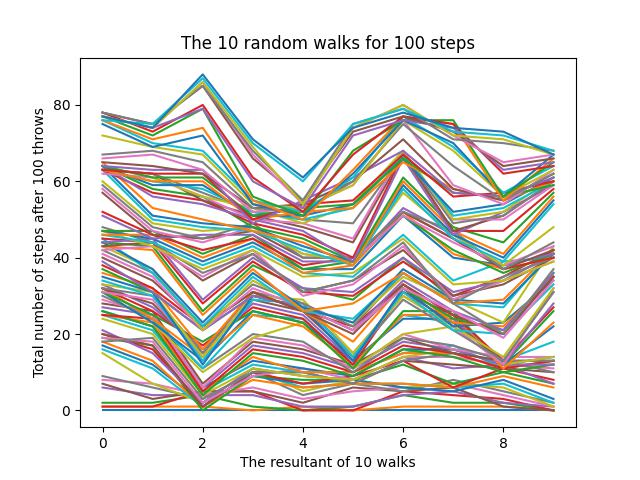 The 10 random walks for 100 steps
Total number of steps after 100 throws
80
60
40
20
0
0 2 4 6 8
The resultant of 10 walks